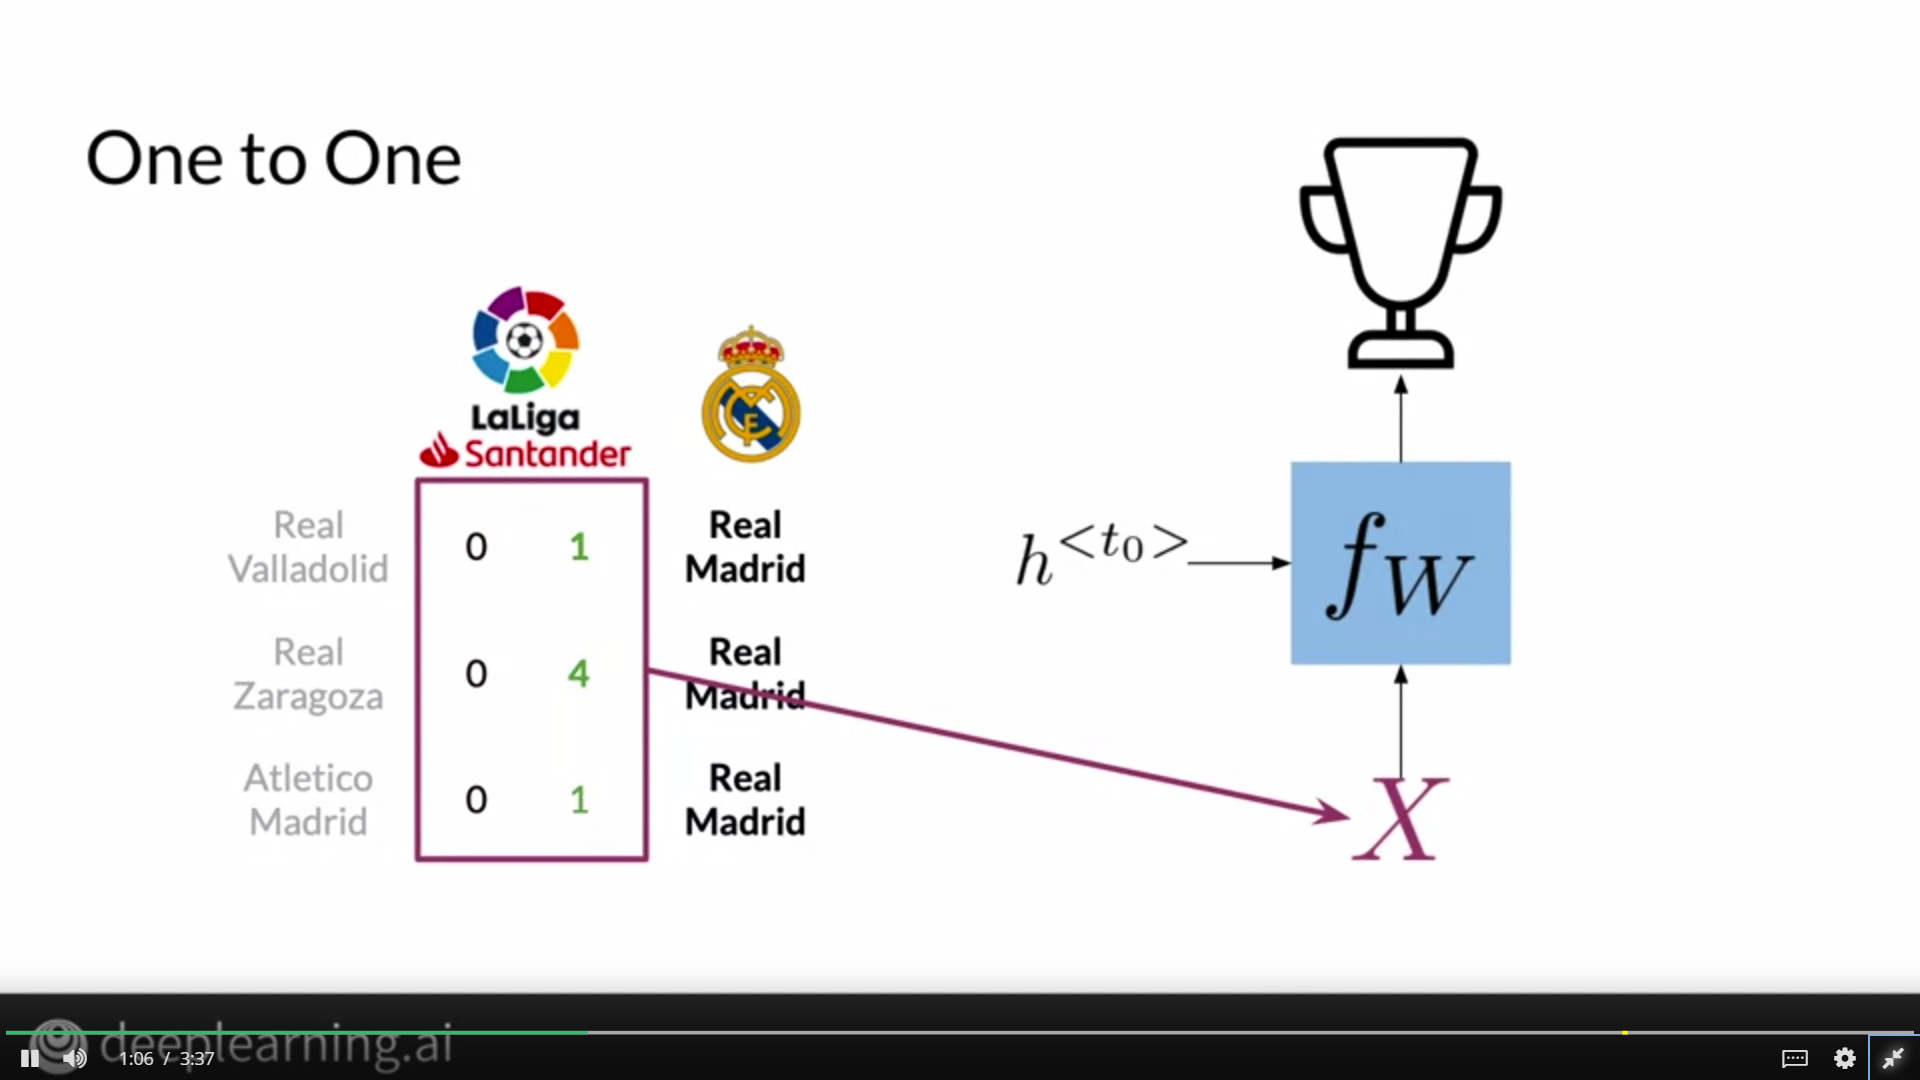 One to One
LaLiga
Santander
Real Valladolid 0 1 Real Madrid
Real Zaragoza 0 4 Real Madrid
Atletico Madrid 0 1 Real Madrid
h^{<t_0>}
f_W
X
deeplearning.ai
1:06 / 3:37